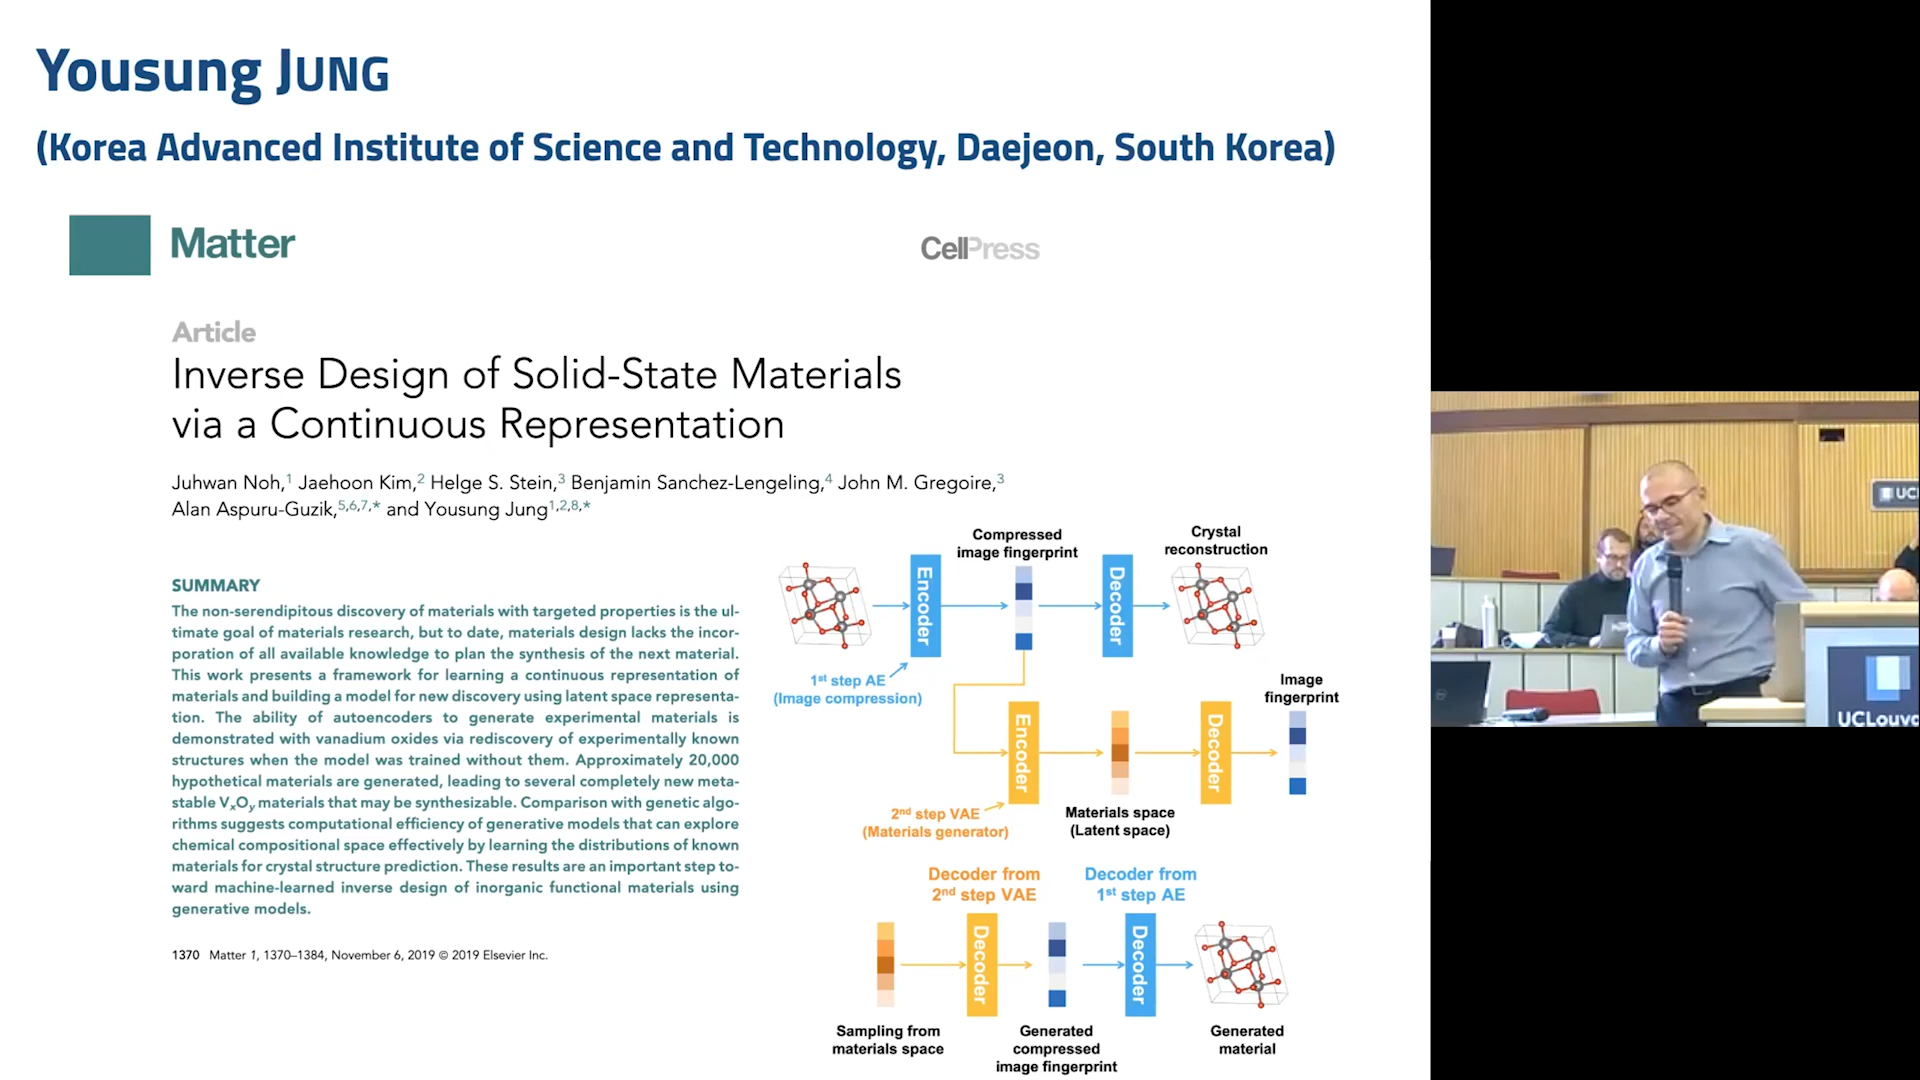 Yousung JUNG
(Korea Advanced Institute of Science and Technology, Daejeon, South Korea)
Matter
CellPress
Article
Inverse Design of Solid-State Materials
via a Continuous Representation
Juhwan Noh,1 Jaehoon Kim,2 Helge S. Stein,3 Benjamin Sanchez-Lengeling,4 John M. Gregoire,3
Alan Aspuru-Guzik,5,6,7,* and Yousung Jung1,2,8,*
SUMMARY
The non-serendipitous discovery of materials with targeted properties is the ul-
timate goal of materials research, but to date, materials design lacks the incor-
poration of all available knowledge to plan the synthesis of the next material.
This work presents a framework for learning a continuous representation of
materials and building a model for new discovery using latent space representa-
tion. The ability of autoencoders to generate experimental materials is
demonstrated with vanadium oxides via rediscovery of experimentally known
structures when the model was trained without them. Approximately 20,000
hypothetical materials are generated, leading to several completely new meta-
stable VxOy materials that may be synthesizable. Comparison with genetic algo-
rithms suggests computational efficiency of generative models that can explore
chemical compositional space effectively by learning the distributions of known
materials for crystal structure prediction. These results are an important step to-
ward machine-learned inverse design of inorganic functional materials using
generative models.
1370 Matter 1, 1370–1384, November 6, 2019 © 2019 Elsevier Inc.
Compressed
image fingerprint
Crystal
reconstruction
Encoder
Decoder
1st step AE
(Image compression)
Image
fingerprint
Encoder
Decoder
2nd step VAE
(Materials generator)
Materials space
(Latent space)
Decoder from
2nd step VAE
Decoder from
1st step AE
Decoder
Decoder
Sampling from
materials space
Generated
compressed
image fingerprint
Generated
material
UCL
UCLouva